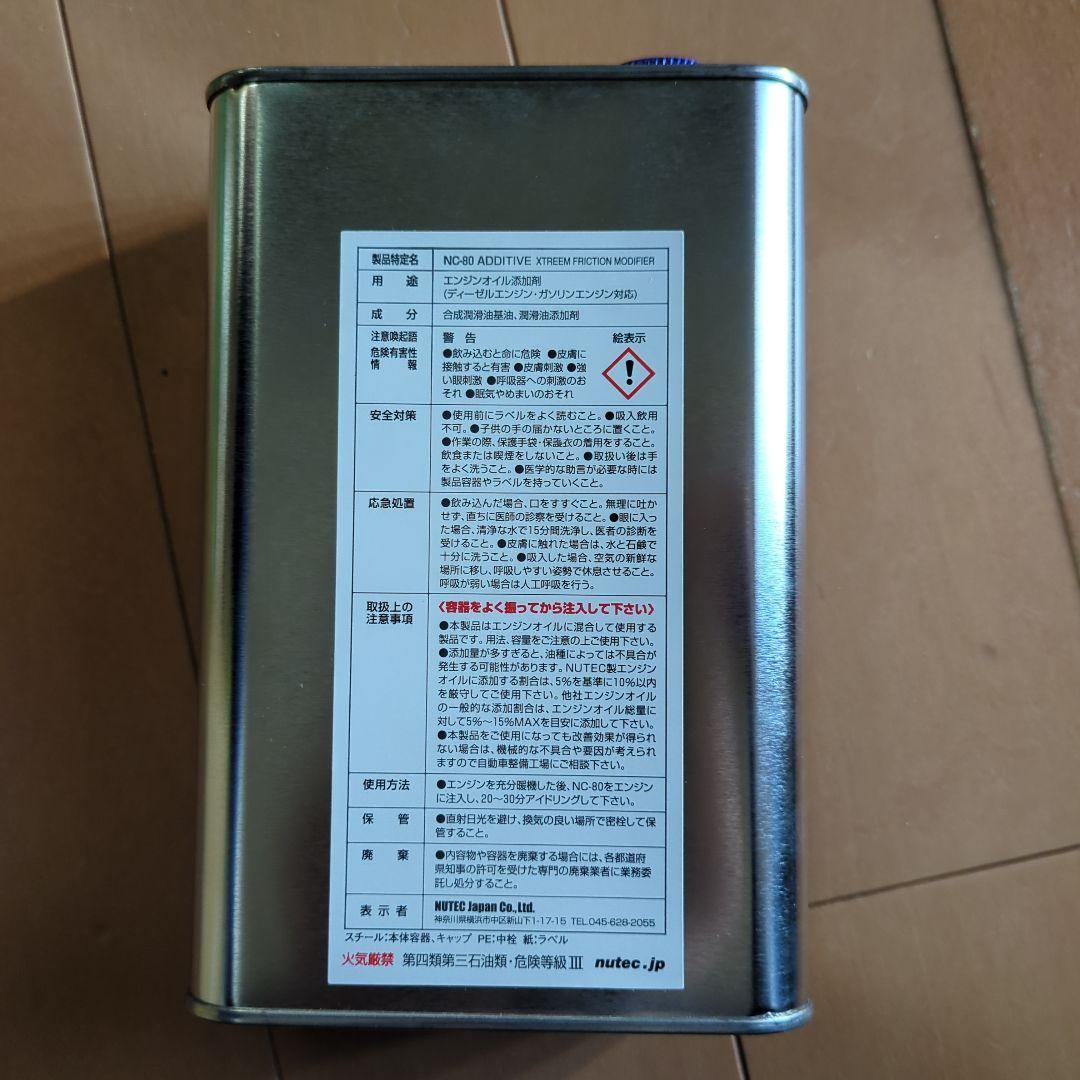 製品特定名 NC-80 ADDITIVE XTREEM FRICTION MODIFIER
用途 エンジンオイル添加剤
(ディーゼルエンジン・ガソリンエンジン対応)
成分 合成潤滑油基油、潤滑油添加剤
注意喚起語 警告 絵表示
危険有害性
情報
●飲み込むと命に危険 ●皮膚に
接触すると有害 ●皮膚刺激 ●強
い眼刺激 ●呼吸器への刺激のお
それ ●眠気やめまいのおそれ
安全対策 ●使用前にラベルをよく読むこと。●吸入飲用
不可。●子供の手の届かないところに置くこと。
●作業の際、保護手袋・保護衣の着用をすること。
飲食または喫煙をしないこと。●取扱い後は手
をよく洗うこと。●医学的な助言が必要な時には
製品容器やラベルを持っていくこと。
応急処置 ●飲み込んだ場合、口をすすぐこと。無理に吐か
せず、直ちに医師の診察を受けること。●眼に入っ
た場合、清浄な水で15分間洗浄し、医者の診断を
受けること。●皮膚に触れた場合は、水と石鹸で
十分に洗うこと。●吸入した場合、空気の新鮮な
場所に移し、呼吸しやすい姿勢で休息させること。
呼吸が弱い場合は人工呼吸を行う。
取扱上の
注意事項
〈容器をよく振ってから注入して下さい〉
●本製品はエンジンオイルに混合して使用する
製品です。用法、容量をご注意の上ご使用下さい。
●添加量が多すぎると、油種によっては不具合が
発生する可能性があります。NUTEC製エンジン
オイルに添加する割合は、5%を基準に10%以内
を厳守してご使用下さい。他社エンジンオイル
の一般的な添加割合は、エンジンオイル総量に
対して5%〜15%MAXを目安に添加して下さい。
●本製品をご使用になっても改善効果が得られ
ない場合は、機械的な不具合や要因が考えられ
ますので自動車整備工場にご相談下さい。
使用方法 ●エンジンを充分暖機した後、NC-80をエンジン
に注入し、20〜30分アイドリングして下さい。
保管 ●直射日光を避け、換気の良い場所で密栓して保
管すること。
廃棄 ●内容物や容器を廃棄する場合には、各都道府
県知事の許可を受けた専門の廃棄業者に業務委
託し処分すること。
表示者 NUTEC Japan Co.,Ltd.
神奈川県横浜市中区新山下1-17-15 TEL.045-628-2055
スチール:本体容器、キャップ PE:中栓 紙:ラベル
火気厳禁 第四類第三石油類・危険等級III nutec.jp